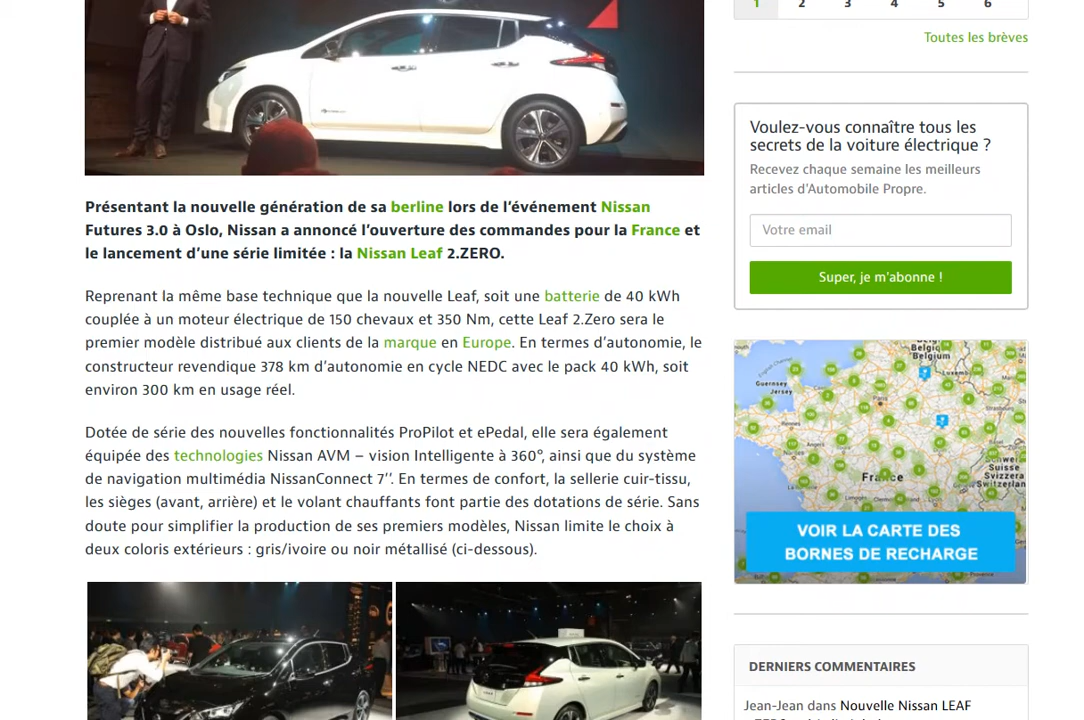 Présentant la nouvelle génération de sa berline lors de l’événement Nissan
Futures 3.0 à Oslo, Nissan a annoncé l’ouverture des commandes pour la France et
le lancement d’une série limitée : la Nissan Leaf 2.ZERO.
Reprenant la même base technique que la nouvelle Leaf, soit une batterie de 40 kWh
couplée à un moteur électrique de 150 chevaux et 350 Nm, cette Leaf 2.Zero sera le
premier modèle distribué aux clients de la marque en Europe. En termes d’autonomie, le
constructeur revendique 378 km d’autonomie en cycle NEDC avec le pack 40 kWh, soit
environ 300 km en usage réel.
Dotée de série des nouvelles fonctionnalités ProPilot et ePedal, elle sera également
équipée des technologies Nissan AVM – vision Intelligente à 360°, ainsi que du système
de navigation multimédia NissanConnect 7’’. En termes de confort, la sellerie cuir-tissu,
les sièges (avant, arrière) et le volant chauffants font partie des dotations de série. Sans
doute pour simplifier la production de ses premiers modèles, Nissan limite le choix à
deux coloris extérieurs : gris/ivoire ou noir métallisé (ci-dessous).
1 2 3 4 5 6
Toutes les brèves
Voulez-vous connaître tous les
secrets de la voiture électrique ?
Recevez chaque semaine les meilleurs
articles d’Automobile Propre.
Votre email
Super, je m’abonne !
Belgium
Guernsey
Jersey
Paris
France
VOIR LA CARTE DES
BORNES DE RECHARGE
DERNIERS COMMENTAIRES
Jean-Jean dans Nouvelle Nissan LEAF